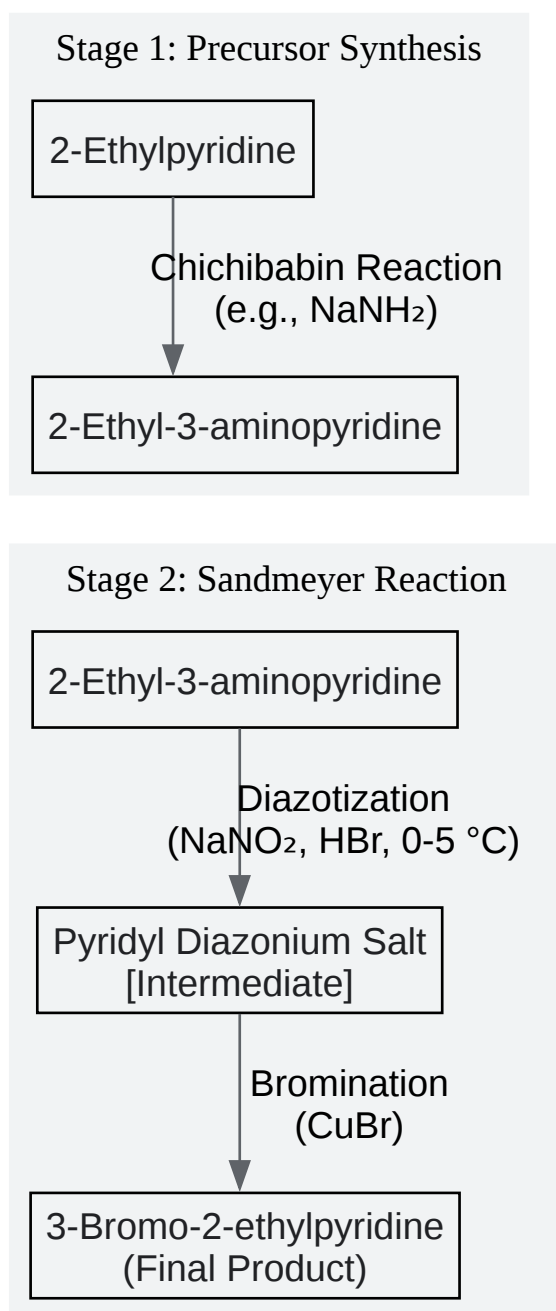 Stage 1: Precursor Synthesis
2-Ethylpyridine
Chichibabin Reaction
(e.g., NaNH₂)
2-Ethyl-3-aminopyridine
Stage 2: Sandmeyer Reaction
2-Ethyl-3-aminopyridine
Diazotization
(NaNO₂, HBr, 0-5 °C)
Pyridyl Diazonium Salt
[Intermediate]
Bromination
(CuBr)
3-Bromo-2-ethylpyridine
(Final Product)